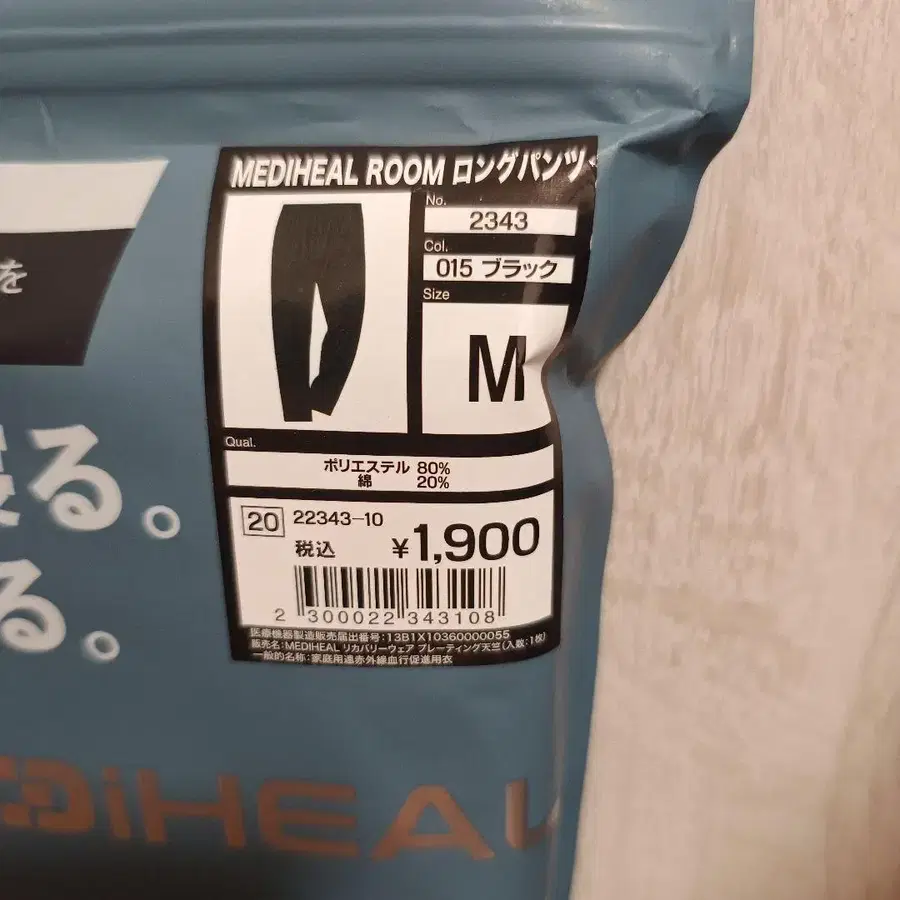 MEDIHEAL ROOM ロングパンツ
No.
2343
Col.
015 ブラック
Size
M
Qual.
ポリエステル 80%
綿 20%
20 22343-10
税込 ¥1,900
2 300022 343108
医療機器製造販売届出番号:13B1X10360000055
販売名:MEDIHEAL リカバリーウェア プレーティング天竺(入数:1枚)
一般的名称:家庭用遠赤外線血行促進用衣
を
る。
る。
DiHEAL